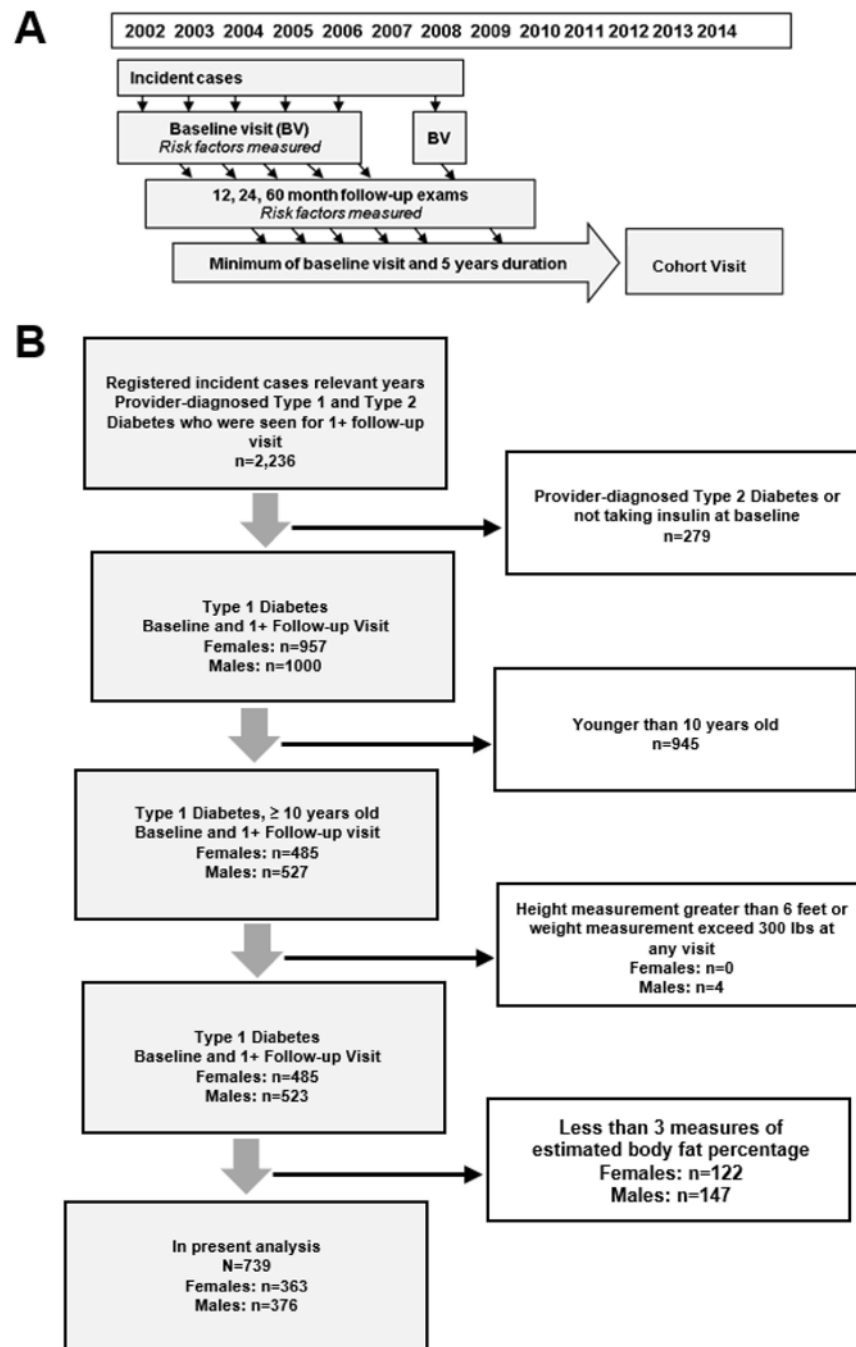 A
2002 2003 2004 2005 2006 2007 2008 2009 2010 2011 2012 2013 2014
Incident cases
Baseline visit (BV)
Risk factors measured
BV
12, 24, 60 month follow-up exams
Risk factors measured
Minimum of baseline visit and 5 years duration
Cohort Visit
B
Registered incident cases relevant years
Provider-diagnosed Type 1 and Type 2
Diabetes who were seen for 1+ follow-up
visit
n=2,236
Provider-diagnosed Type 2 Diabetes or
not taking insulin at baseline
n=279
Type 1 Diabetes
Baseline and 1+ Follow-up Visit
Females: n=957
Males: n=1000
Younger than 10 years old
n=945
Type 1 Diabetes, ≥ 10 years old
Baseline and 1+ Follow-up visit
Females: n=485
Males: n=527
Height measurement greater than 6 feet or
weight measurement exceed 300 lbs at
any visit
Females: n=0
Males: n=4
Type 1 Diabetes
Baseline and 1+ Follow-up Visit
Females: n=485
Males: n=523
Less than 3 measures of
estimated body fat percentage
Females: n=122
Males: n=147
In present analysis
N=739
Females: n=363
Males: n=376